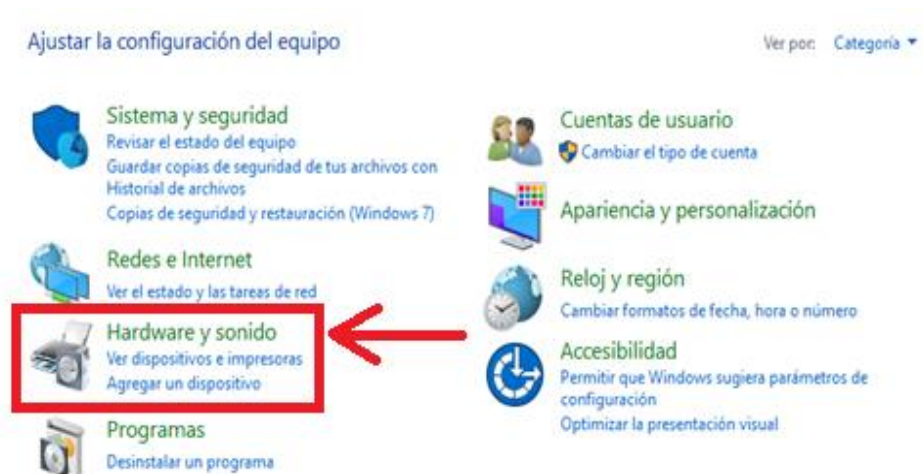 Ajustar la configuración del equipo
Ver por: Categoría
Sistema y seguridad
Revisar el estado del equipo
Guardar copias de seguridad de tus archivos con
Historial de archivos
Copias de seguridad y restauración (Windows 7)
Redes e Internet
Ver el estado y las tareas de red
Hardware y sonido
Ver dispositivos e impresoras
Agregar un dispositivo
Programas
Desinstalar un programa
Cuentas de usuario
Cambiar el tipo de cuenta
Apariencia y personalización
Reloj y región
Cambiar formatos de fecha, hora o número
Accesibilidad
Permitir que Windows sugiera parámetros de
configuración
Optimizar la presentación visual